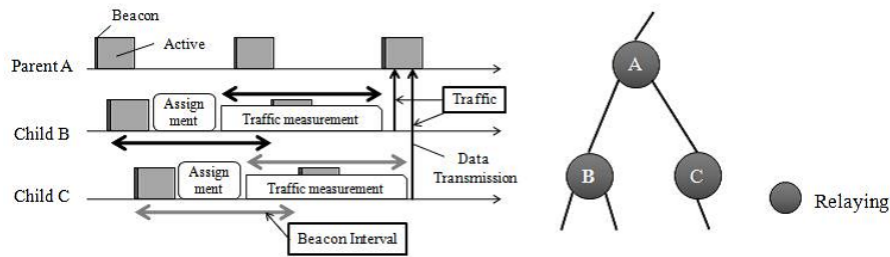 Beacon
Active
Parent A
Assign
ment
Traffic measurement
Traffic
Child B
Assign
ment
Traffic measurement
Data
Transmission
Child C
Beacon Interval
A
B
C
Relaying